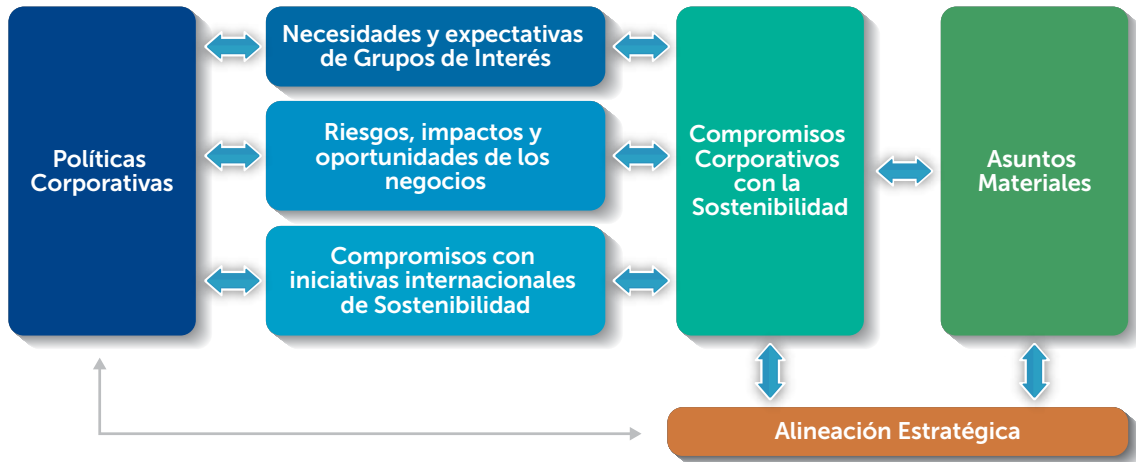 Políticas
Corporativas
Necesidades y expectativas
de Grupos de Interés
Riesgos, impactos y
oportunidades de los
negocios
Compromisos con
iniciativas internacionales
de Sostenibilidad
Compromisos
Corporativos
con la
Sostenibilidad
Asuntos
Materiales
Alineación Estratégica